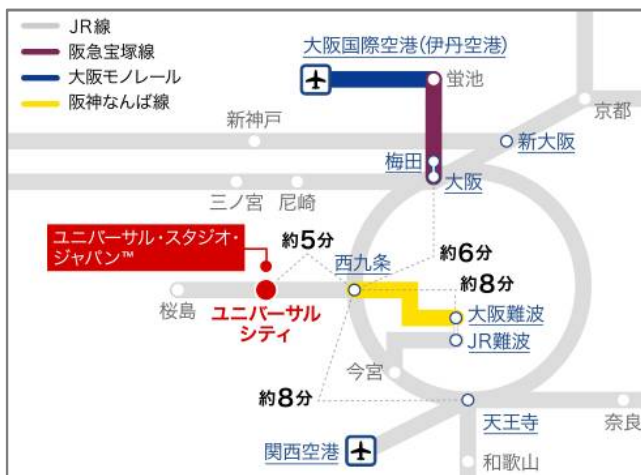 JR線
阪急宝塚線
大阪モノレール
阪神なんば線
大阪国際空港(伊丹空港)
蛍池
京都
新神戸
新大阪
梅田
大阪
三ノ宮
尼崎
ユニバーサル・スタジオ・
ジャパン™
約5分
西九条
約6分
約8分
桜島
ユニバーサル
シティ
大阪難波
JR難波
今宮
約8分
天王寺
奈良
関西空港
和歌山